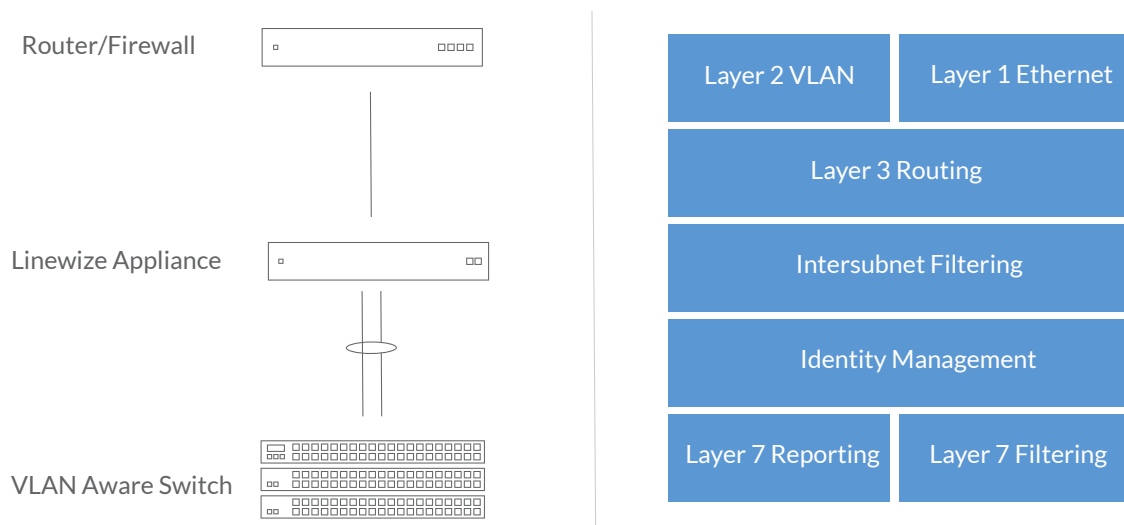 Router/Firewall
Linewize Appliance
VLAN Aware Switch
Layer 2 VLAN
Layer 1 Ethernet
Layer 3 Routing
Intersubnet Filtering
Identity Management
Layer 7 Reporting
Layer 7 Filtering